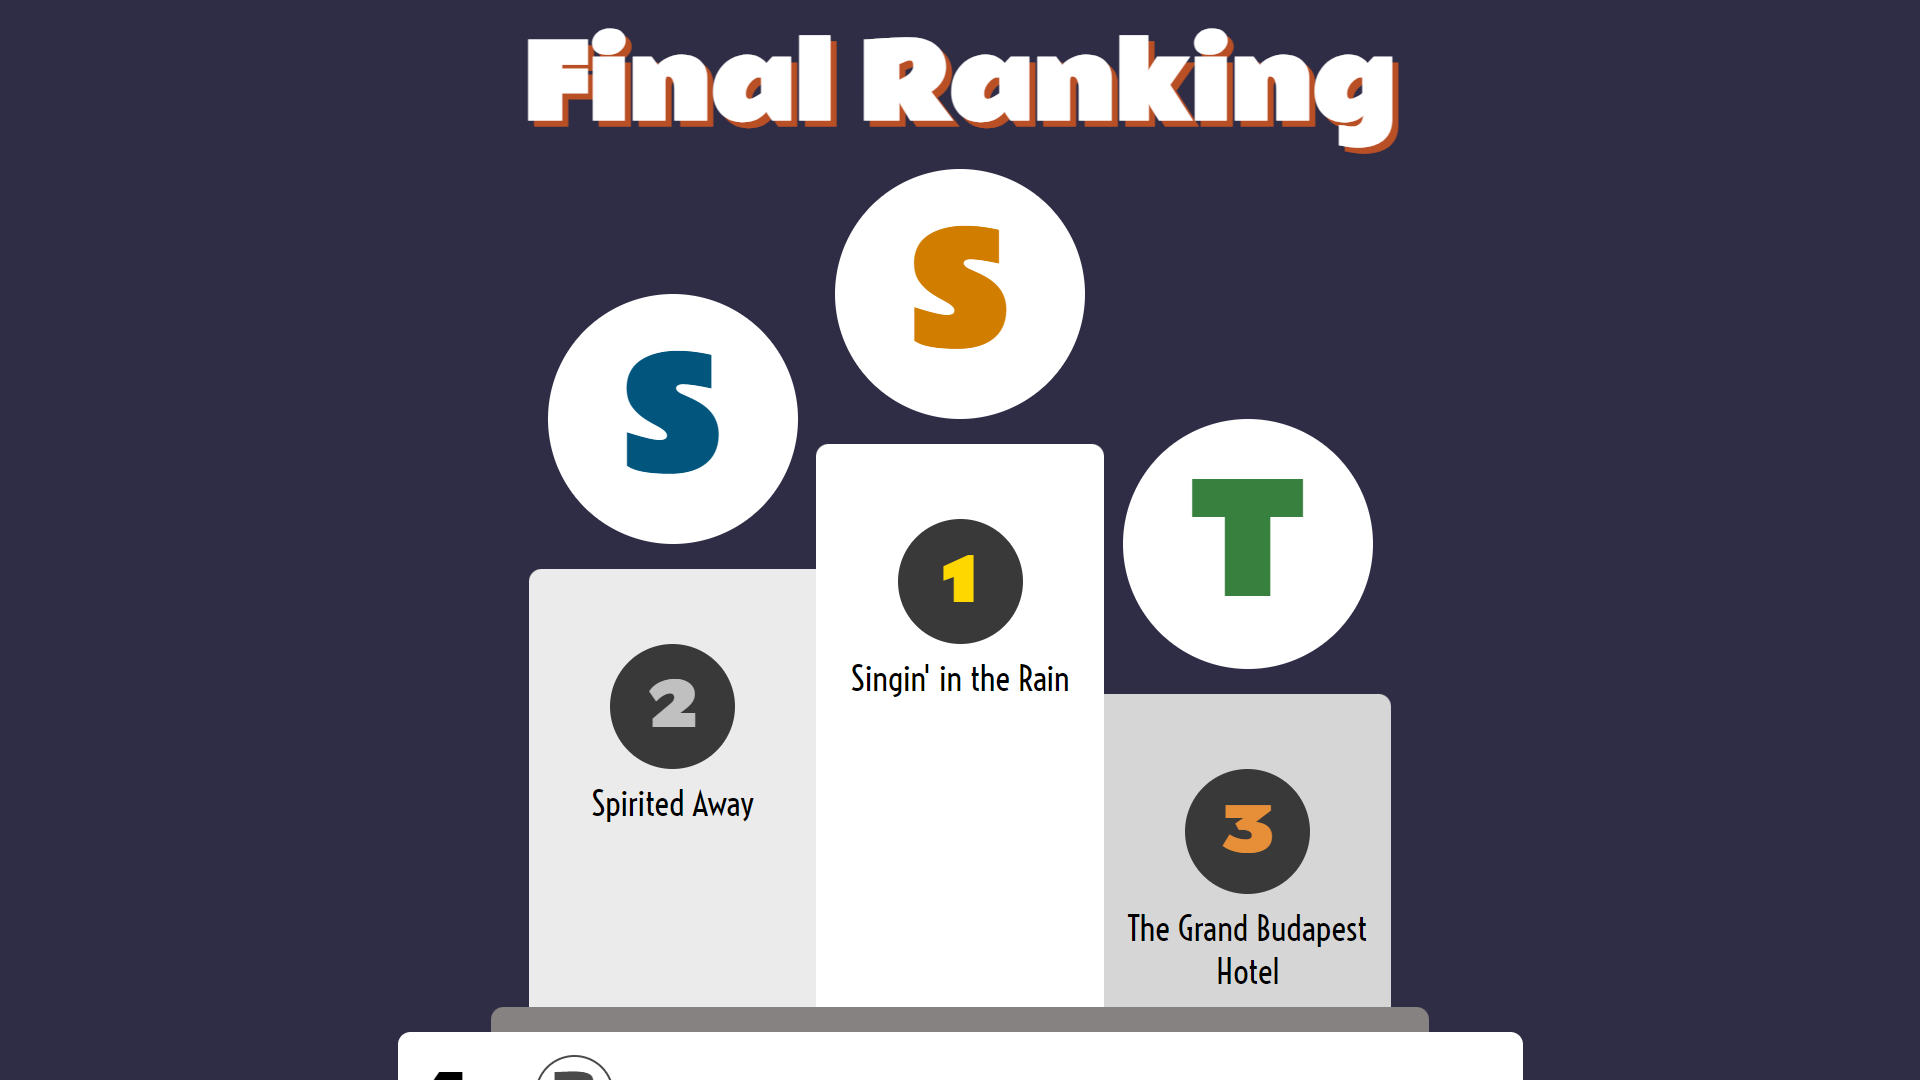 Final Ranking
S
S
T
1
Singin' in the Rain
2
Spirited Away
3
The Grand Budapest
Hotel